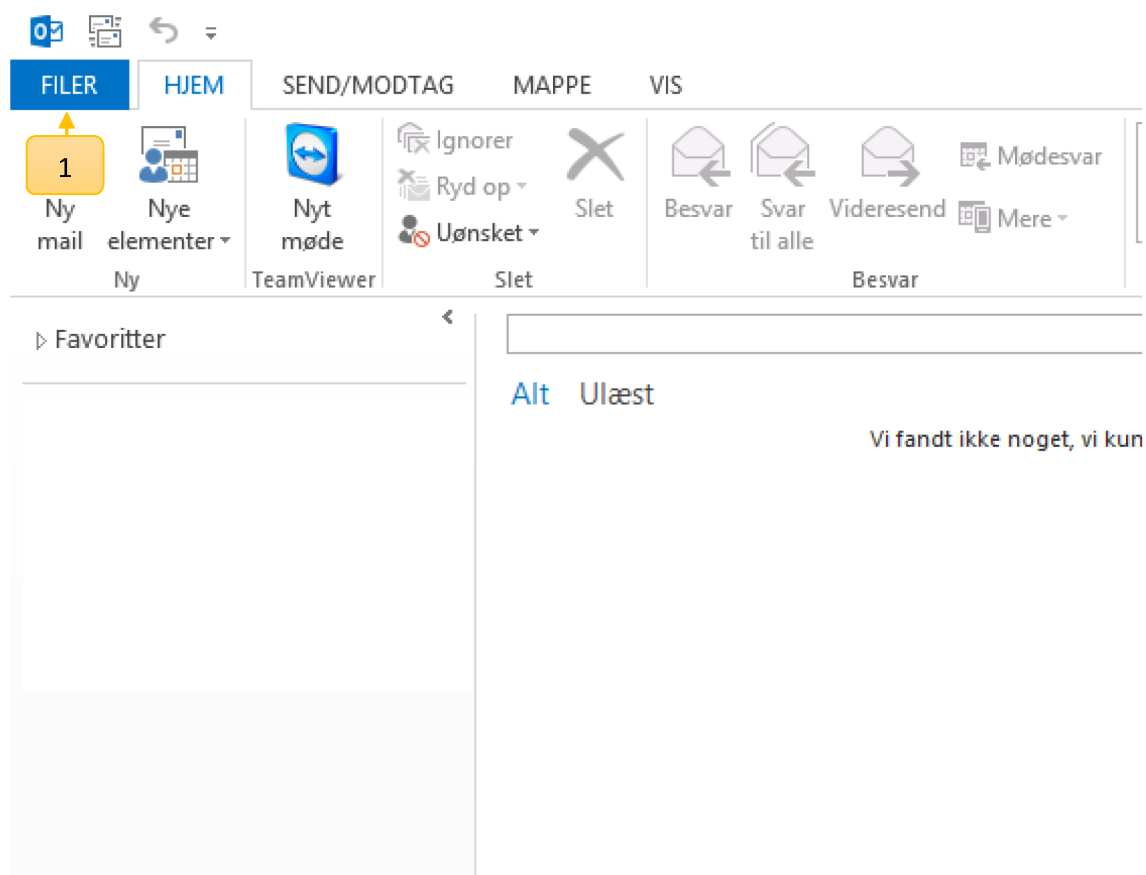 FILER HJEM SEND/MODTAG MAPPE VIS
1
Ny mail
Nye elementer
Ny
Nyt møde
TeamViewer
Ignorer
Ryd op
Uønsket
Slet
Slet
Besvar
Svar til alle
Videresend
Mødesvar
Mere
Besvar
Favoritter
Alt Ulæst
Vi fandt ikke noget, vi kun